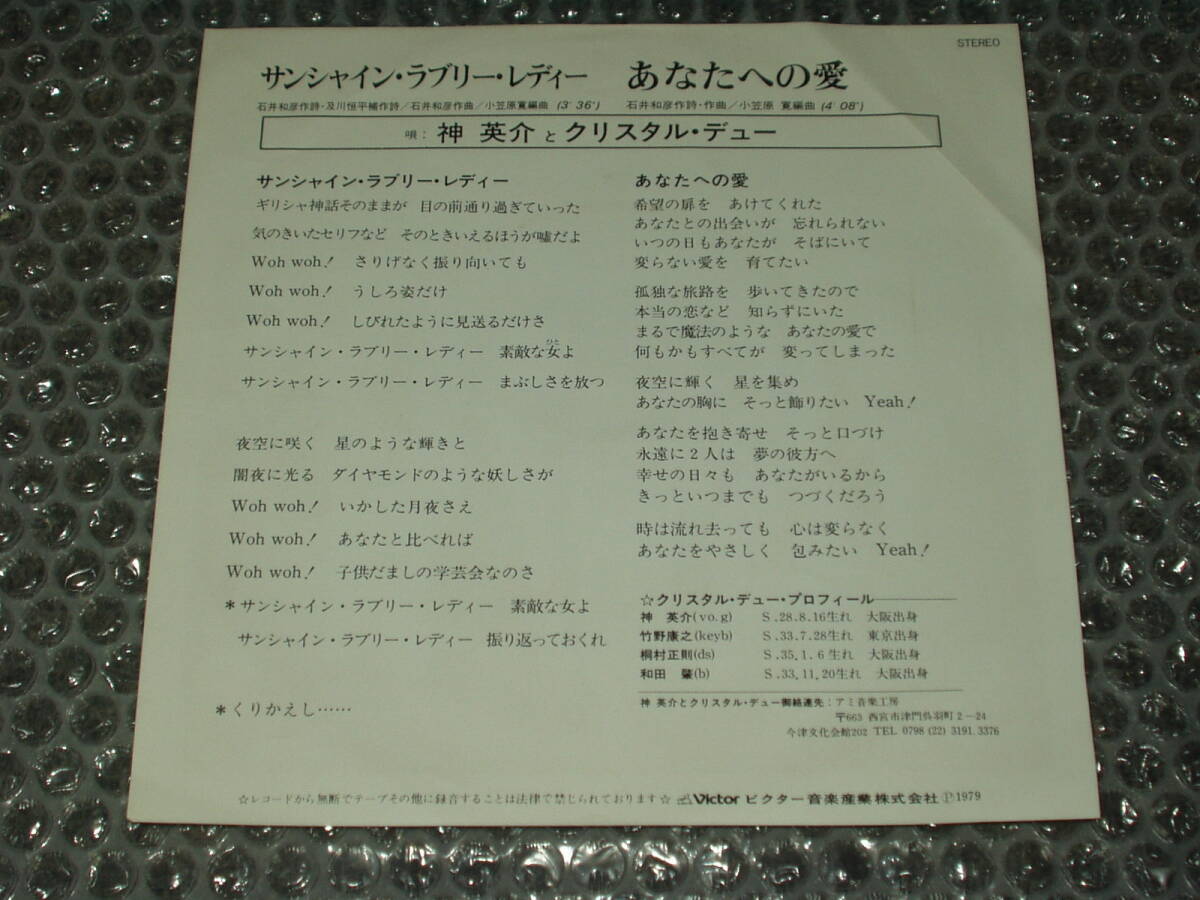 STEREO
サンシャイン・ラブリー・レディー
石井和彦作詩・及川恒平補作詩／石井和彦作曲／小笠原寛編曲 (3′36″)
あなたへの愛
石井和彦作詩・作曲／小笠原 寛編曲 (4′08″)
唄： 神 英介 と クリスタル・デュー
サンシャイン・ラブリー・レディー
ギリシャ神話そのままが 目の前通り過ぎていった
気のきいたセリフなど そのときいえるほうが嘘だよ
Woh woh！ さりげなく振り向いても
Woh woh！ うしろ姿だけ
Woh woh！ しびれたように見送るだけさ
サンシャイン・ラブリー・レディー 素敵な女よ
ひと
サンシャイン・ラブリー・レディー まぶしさを放つ
夜空に咲く 星のような輝きと
闇夜に光る ダイヤモンドのような妖しさが
Woh woh！ いかした月夜さえ
Woh woh！ あなたと比べれば
Woh woh！ 子供だましの学芸会なのさ
＊サンシャイン・ラブリー・レディー 素敵な女よ
サンシャイン・ラブリー・レディー 振り返っておくれ
＊くりかえし……
あなたへの愛
希望の扉を あけてくれた
あなたとの出会いが 忘れられない
いつの日もあなたが そばにいて
変らない愛を 育てたい
孤独な旅路を 歩いてきたので
本当の恋など 知らずにいた
まるで魔法のような あなたの愛で
何もかもすべてが 変ってしまった
夜空に輝く 星を集め
あなたの胸に そっと飾りたい Yeah！
あなたを抱き寄せ そっと口づけ
永遠に2人は 夢の彼方へ
幸せの日々も あなたがいるから
きっといつまでも つづくだろう
時は流れ去っても 心は変らなく
あなたをやさしく 包みたい Yeah！
☆クリスタル・デュー・プロフィール
神 英介(vo.g) S.28.8.16生れ 大阪出身
竹野康之(keyb) S.33.7.28生れ 東京出身
桐村正則(ds) S.35.1.6生れ 大阪出身
和田 肇(b) S.33.11.20生れ 大阪出身
神 英介とクリスタル・デュー御絡連先：アミ音楽工房
〒663 西宮市津門呉羽町2－24
今津文化会館202 TEL 0798 (22) 3191.3376
☆レコードから無断でテープその他に録音することは法律で禁じられております☆ Victor ビクター音楽産業株式会社 Ⓟ1979